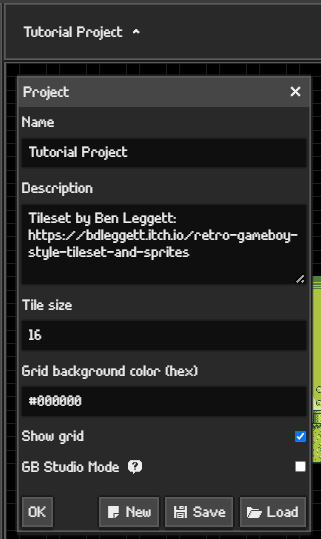 Tutorial Project
Project
Name
Tutorial Project
Description
Tileset by Ben Leggett:
https://bdleggett.itch.io/retro-gameboy-
style-tileset-and-sprites
Tile size
16
Grid background color (hex)
#000000
Show grid
GB Studio Mode ?
OK New Save Load